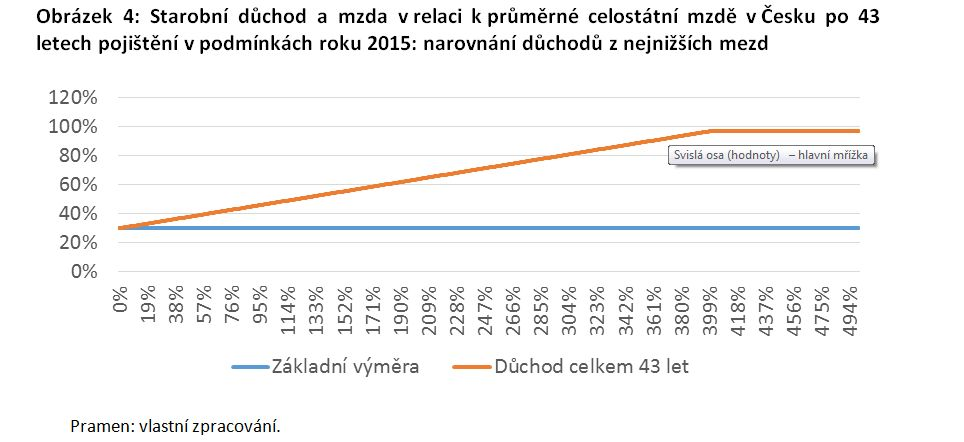 Obrázek 4: Starobní důchod a mzda v relaci k průměrné celostátní mzdě v Česku po 43
letech pojištění v podmínkách roku 2015: narovnání důchodů z nejnižších mezd
120%
100%
80%
60%
40%
20%
0%
Svislá osa (hodnoty) – hlavní mřížka
0% 19% 38% 57% 76% 95% 114% 133% 152% 171% 190% 209% 228% 247% 266% 285% 304% 323% 342% 361% 380% 399% 418% 437% 456% 475% 494%
Základní výměra Důchod celkem 43 let
Pramen: vlastní zpracování.